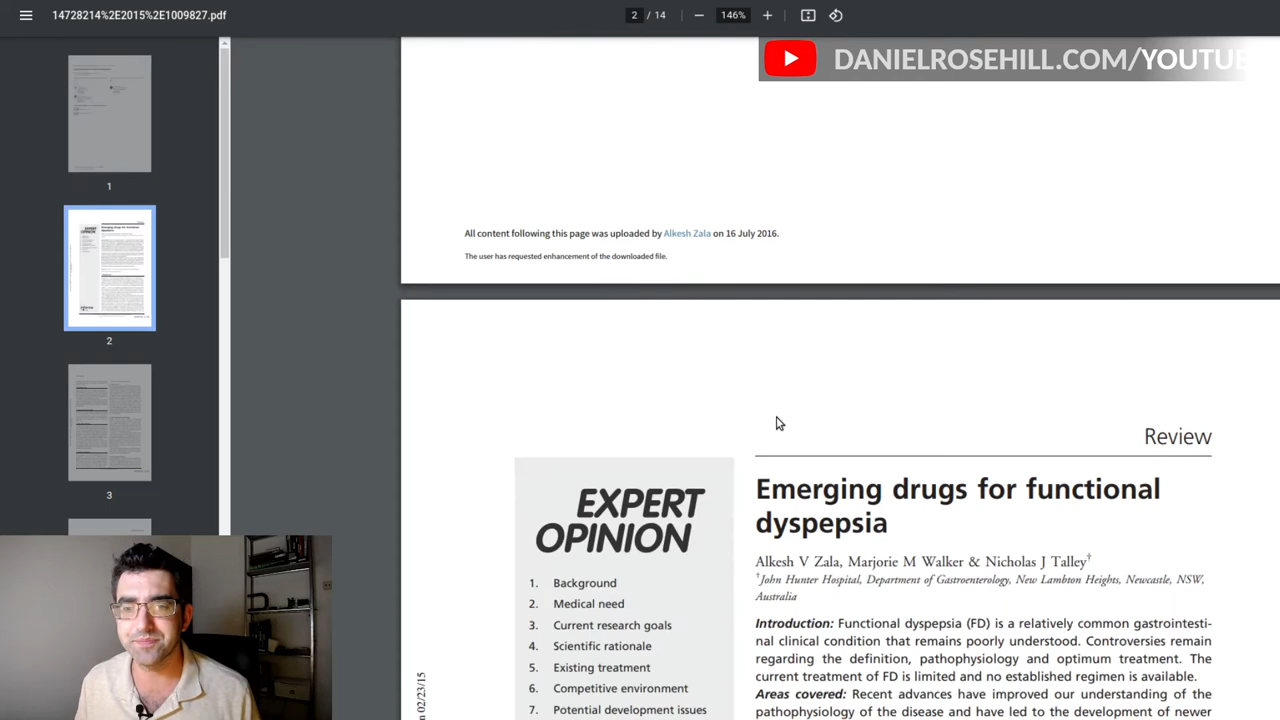 14728214%2E2015%2E1009827.pdf
2 / 14
146%
DANIELROSEHILL.COM/YOUTUBE
1
2
3
All content following this page was uploaded by Alkesh Zala on 16 July 2016.
The user has requested enhancement of the downloaded file.
Review
EXPERT
OPINION
1. Background
2. Medical need
3. Current research goals
4. Scientific rationale
5. Existing treatment
6. Competitive environment
7. Potential development issues
Emerging drugs for functional
dyspepsia
Alkesh V Zala, Marjorie M Walker & Nicholas J Talley†
†John Hunter Hospital, Department of Gastroenterology, New Lambton Heights, Newcastle, NSW,
Australia
Introduction: Functional dyspepsia (FD) is a relatively common gastrointesti-
nal clinical condition that remains poorly understood. Controversies remain
regarding the definition, pathophysiology and optimum treatment. The
current treatment of FD is limited and no established regimen is available.
Areas covered: Recent advances have improved our understanding of the
pathophysiology of the disease and have led to the development of newer
n 02/23/15